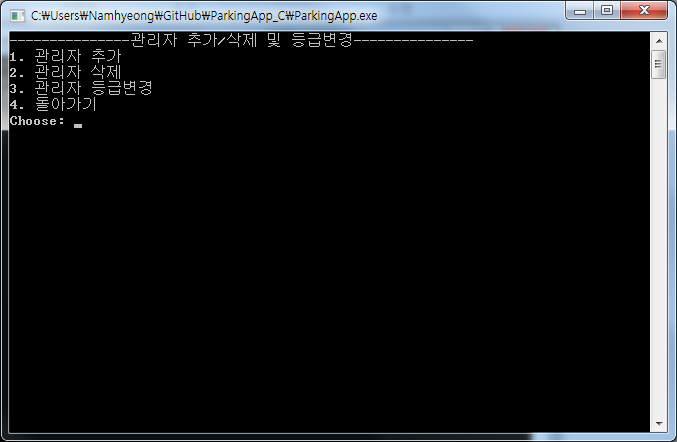 C:₩Users₩Namhyeong₩GitHub₩ParkingApp_C₩ParkingApp.exe
---------------관리자 추가/삭제 및 등급변경---------------
1. 관리자 추가
2. 관리자 삭제
3. 관리자 등급변경
4. 돌아가기
Choose: _